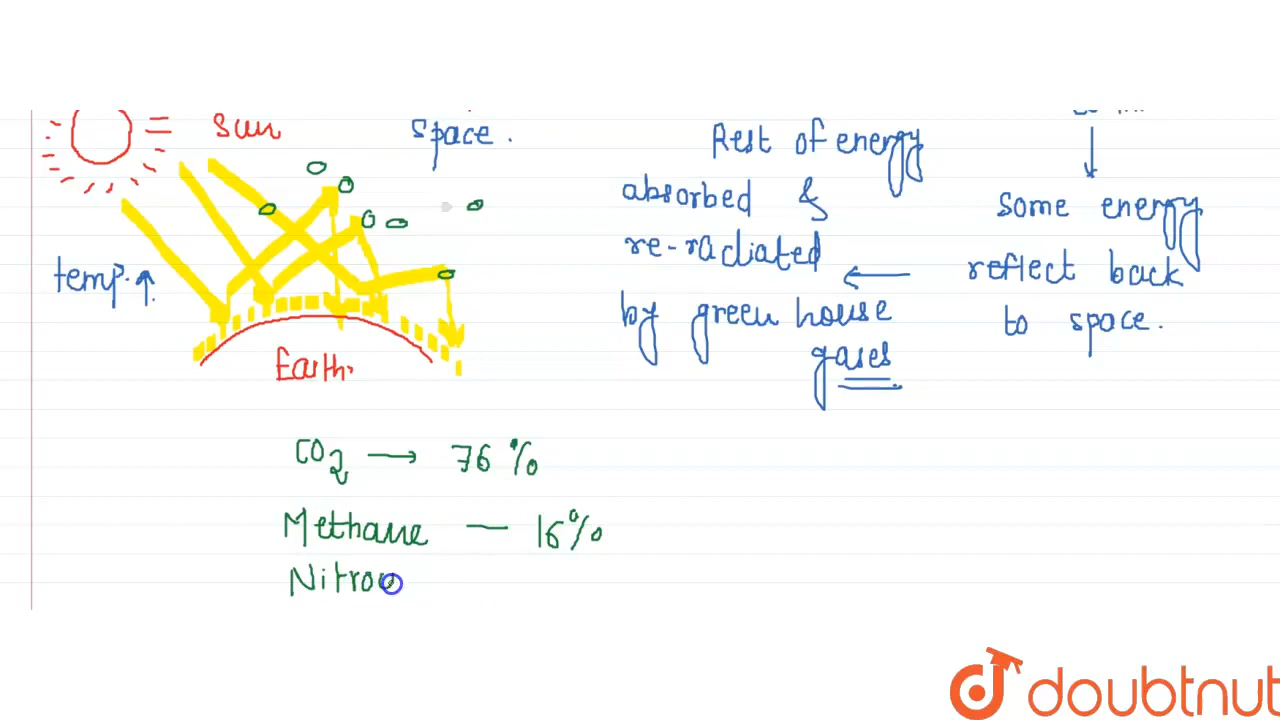 Sun
space.
temp. ↑
Earth.
Rest of energy
absorbed &
re-radiated
by green house
gases
↓
some energy
reflect back
to space.
←
CO2 → 76%
Methane — 16%
Nitrou
doubtnut